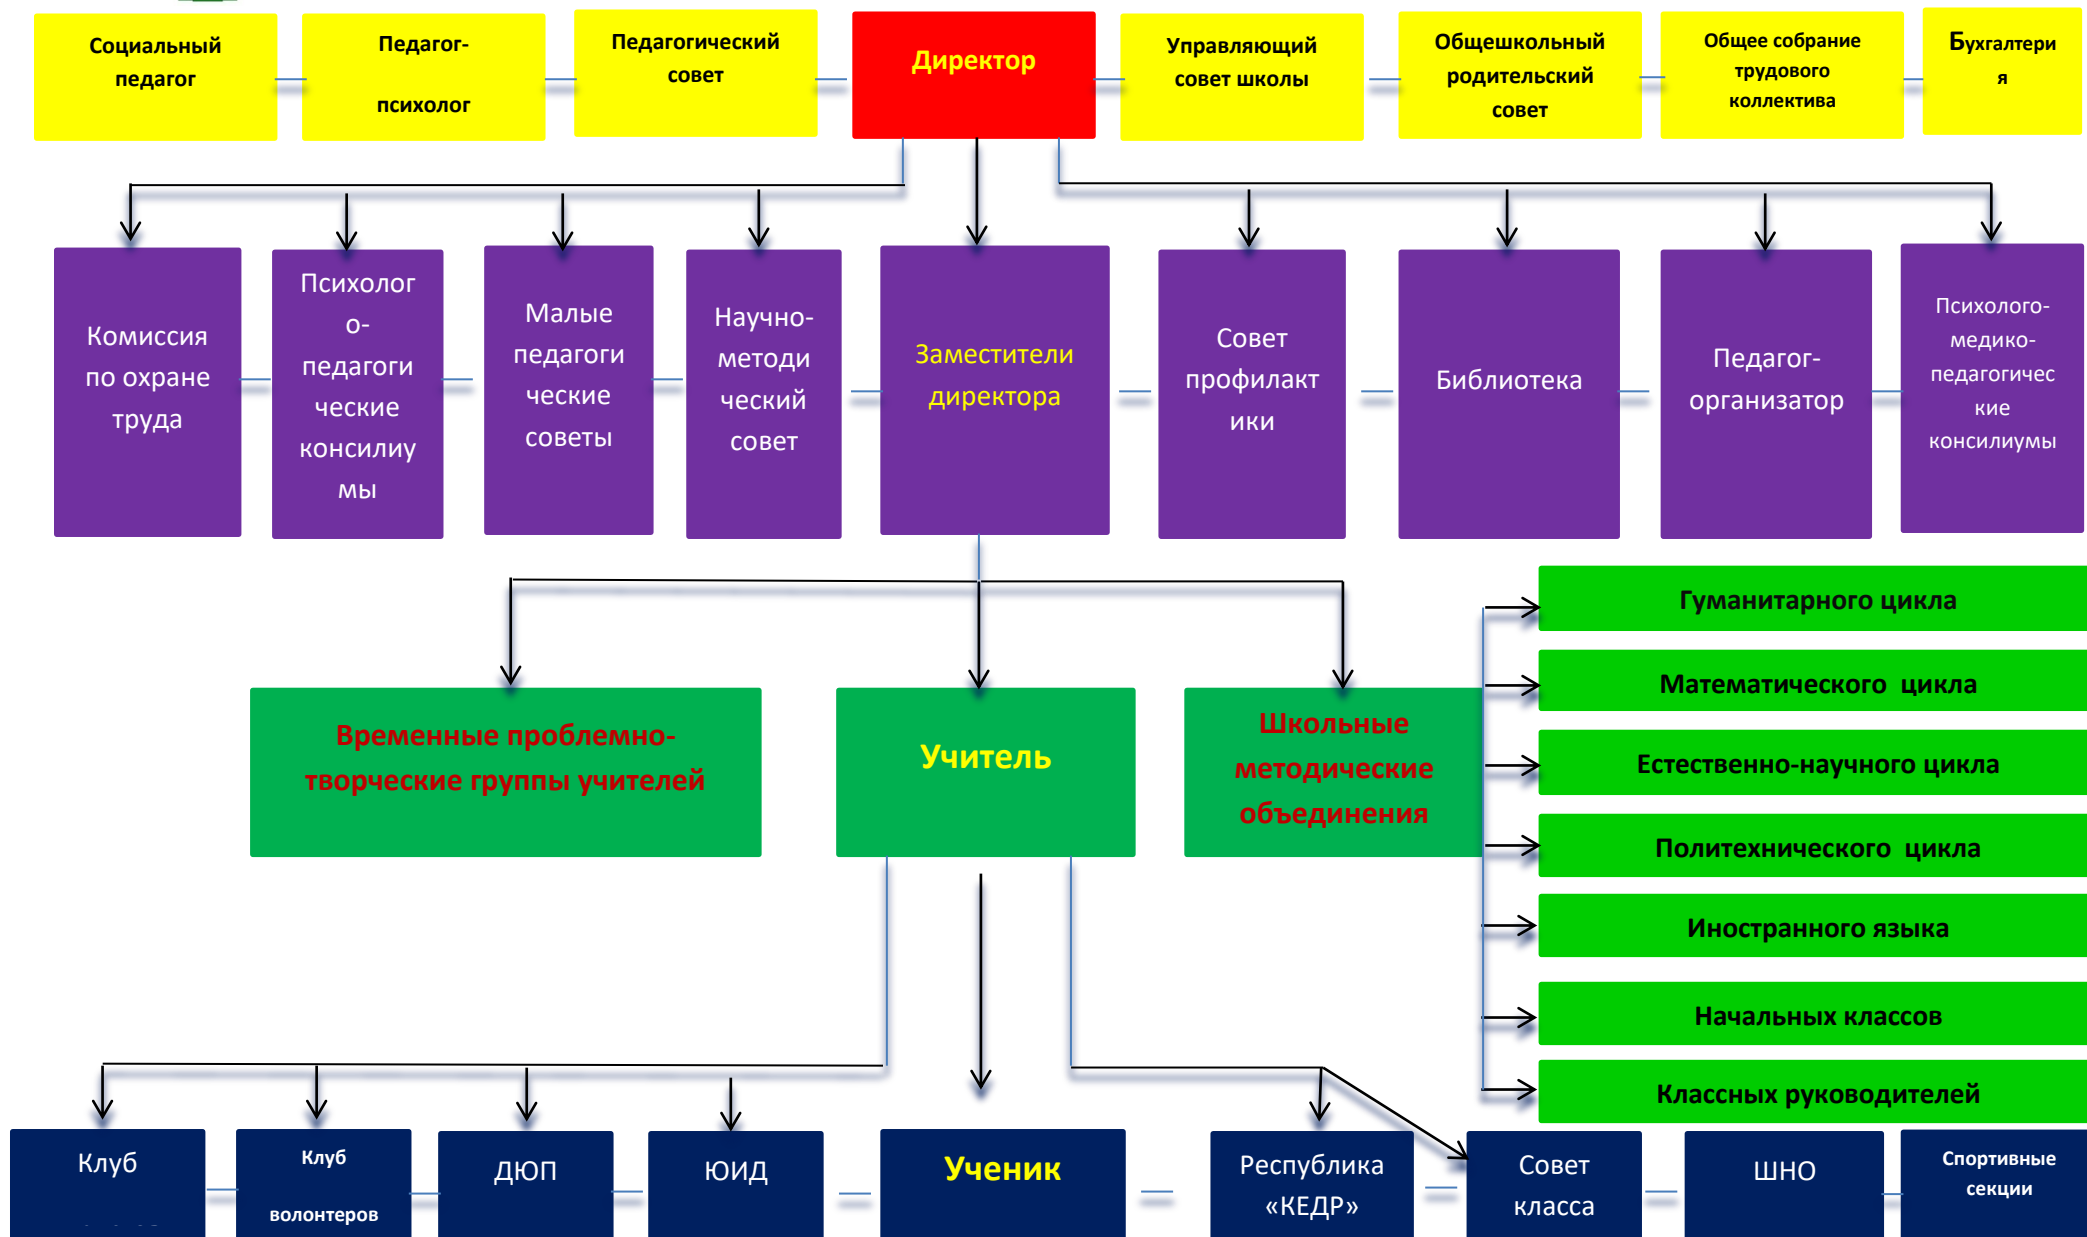 Социальный
педагог
Педагог-
психолог
Педагогический
совет
Директор
Управляющий
совет школы
Общешкольный
родительский
совет
Общее собрание
трудового
коллектива
Бухгалтери
я
Комиссия
по охране
труда
Психолог
о-
педагоги
ческие
консилиу
мы
Малые
педагоги
ческие
советы
Научно-
методи
ческий
совет
Заместители
директора
Совет
профилакт
ики
Библиотека
Педагог-
организатор
Психолого-
медико-
педагогичес
кие
консилиумы
Временные проблемно-
творческие группы учителей
Учитель
Школьные
методические
объединения
Гуманитарного цикла
Математического цикла
Естественно-научного цикла
Политехнического цикла
Иностранного языка
Начальных классов
Классных руководителей
Клуб
Клуб
волонтеров
ДЮП
ЮИД
Ученик
Республика
«КЕДР»
Совет
класса
ШНО
Спортивные
секции